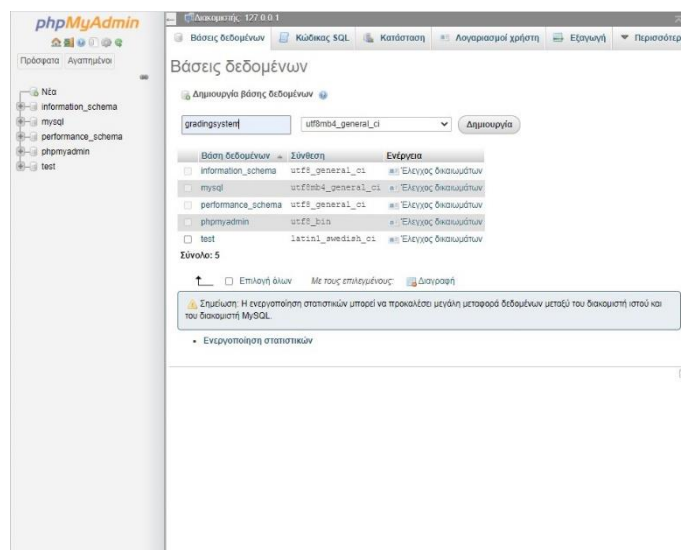 phpMyAdmin
Πρόσφατα Αγαπημένοι
Νέα
information_schema
mysql
performance_schema
phpmyadmin
test
Διακομιστής: 127.0.0.1
Βάσεις δεδομένων Κώδικας SQL Κατάσταση Λογαριασμοί χρήστη Εξαγωγή Περισσότερ
Βάσεις δεδομένων
Δημιουργία βάσης δεδομένων
gradingsystem utf8mb4_general_ci Δημιουργία
Βάση δεδομένων Σύνθεση Ενέργεια
information_schema utf8_general_ci Έλεγχος δικαιωμάτων
mysql utf8mb4_general_ci Έλεγχος δικαιωμάτων
performance_schema utf8_general_ci Έλεγχος δικαιωμάτων
phpmyadmin utf8_bin Έλεγχος δικαιωμάτων
test latin1_swedish_ci Έλεγχος δικαιωμάτων
Σύνολο: 5
Επιλογή όλων Με τους επιλεγμένους: Διαγραφή
Σημείωση: Η ενεργοποίηση στατιστικών μπορεί να προκαλέσει μεγάλη μεταφορά δεδομένων μεταξύ του διακομιστή ιστού και
του διακομιστή MySQL.
• Ενεργοποίηση στατιστικών